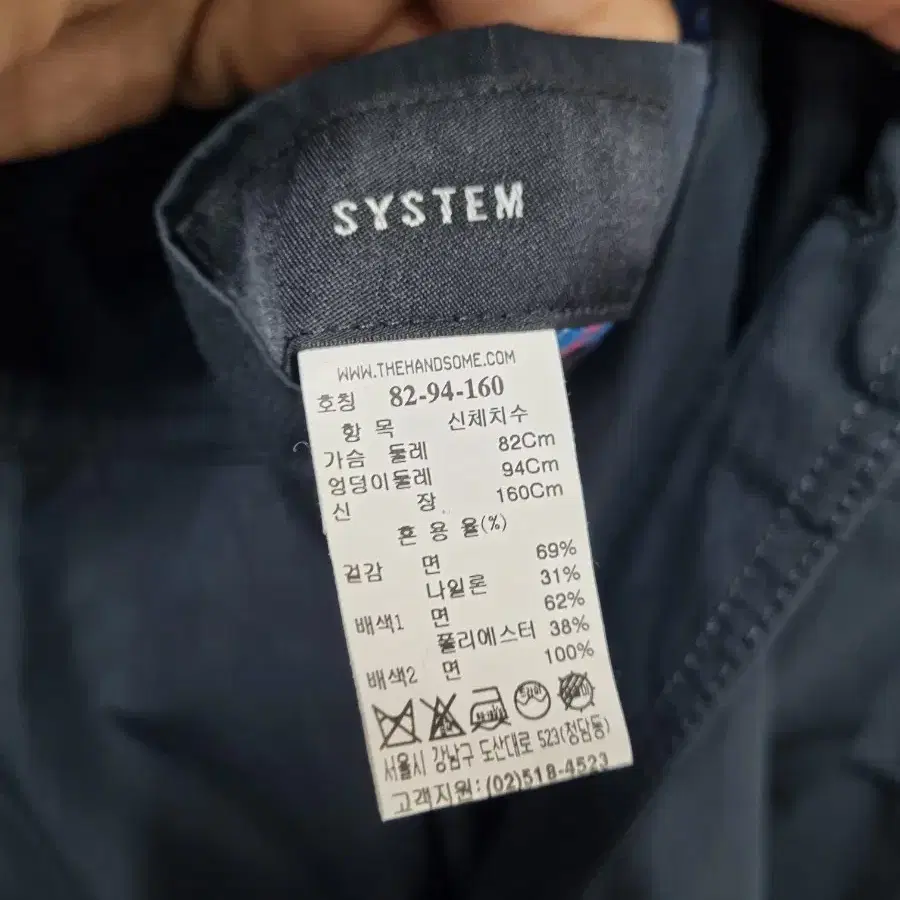 SYSTEM
WWW.THEHANDSOME.COM
호칭 82-94-160
항 목 신체치수
가슴 둘레 82Cm
엉덩이둘레 94Cm
신 장 160Cm
혼 용 율(%)
겉감 면 69%
나일론 31%
배색1 면 62%
폴리에스터 38%
배색2 면 100%
서울시 강남구 도산대로 523(청담동)
고객지원:(02)518-4523